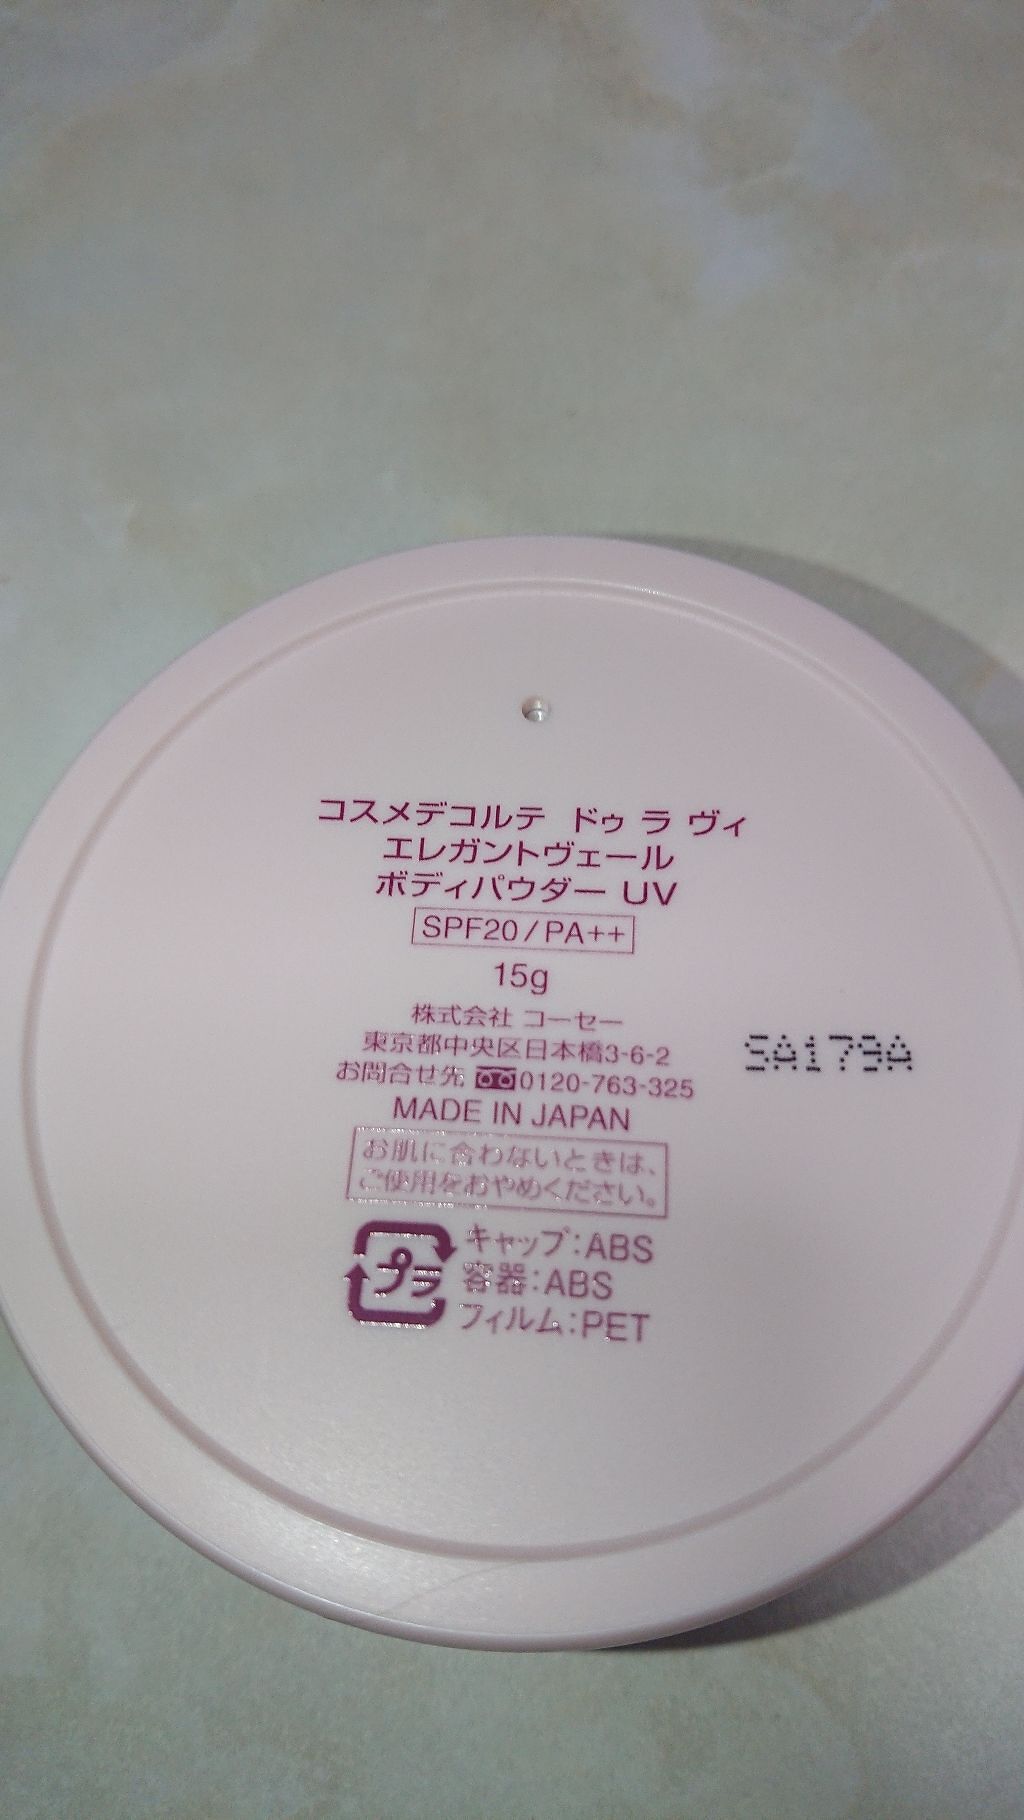 コスメデコルテ ドゥ ラ ヴィ
エレガントヴェール
ボディパウダー UV
SPF20/PA++
15g
株式会社 コーセー
東京都中央区日本橋3-6-2
お問合せ先 0120-763-325
SA179A
MADE IN JAPAN
お肌に合わないときは、
ご使用をおやめください。
プラ
キャップ:ABS
容器:ABS
フィルム:PET